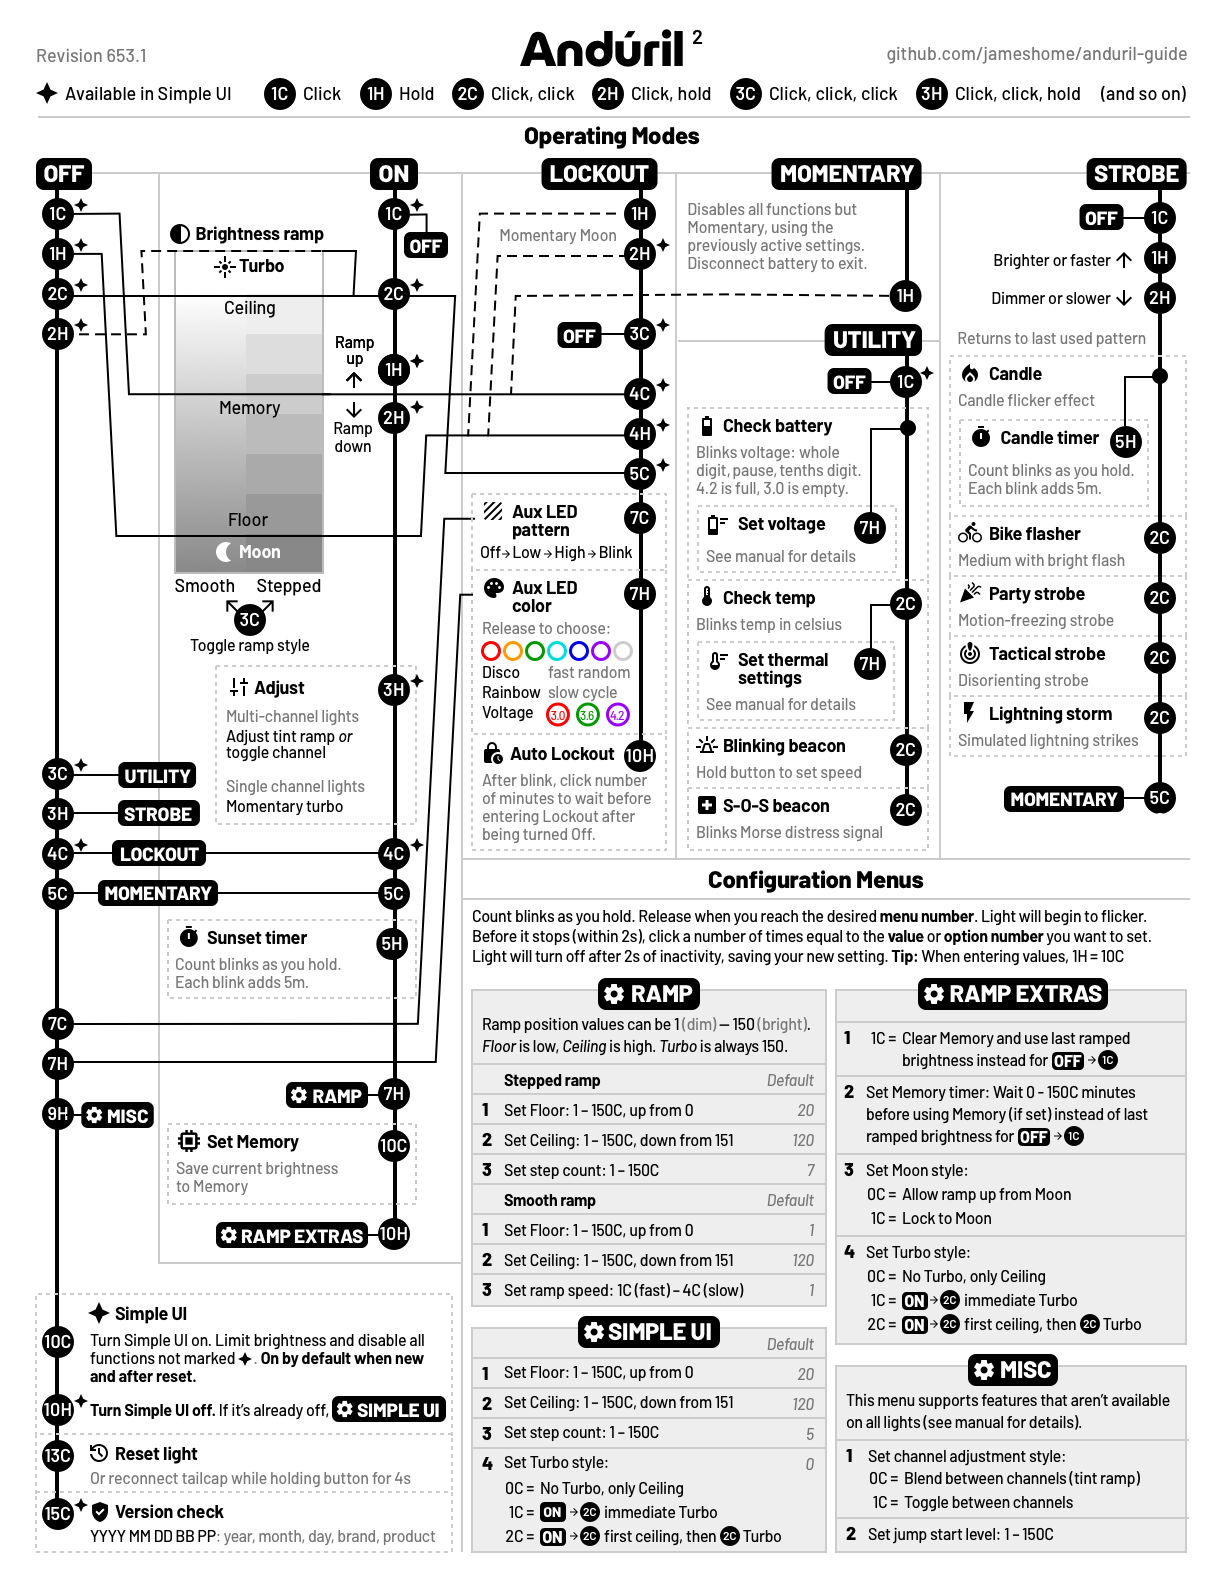 Revision 653.1
Andúril 2
github.com/jameshome/anduril-guide
Available in Simple UI 1C Click 1H Hold 2C Click, click 2H Click, hold 3C Click, click, click 3H Click, click, hold (and so on)
Operating Modes
OFF
1C
1H
2C
2H
3C UTILITY
3H STROBE
4C LOCKOUT
5C MOMENTARY
7C
7H
9H MISC
Brightness ramp
Turbo
Ceiling
Memory
Floor
Moon
Smooth Stepped
3C
Toggle ramp style
ON
1C
OFF
2C
Ramp
up
1H
2H
Ramp
down
Adjust 3H
Multi-channel lights
Adjust tint ramp or
toggle channel
Single channel lights
Momentary turbo
4C
5C
Sunset timer 5H
Count blinks as you hold.
Each blink adds 5m.
RAMP 7H
Set Memory 10C
Save current brightness
to Memory
RAMP EXTRAS 10H
Simple UI
10C
Turn Simple UI on. Limit brightness and disable all
functions not marked . On by default when new
and after reset.
10H Turn Simple UI off. If it's already off, SIMPLE UI
13C Reset light
Or reconnect tailcap while holding button for 4s
15C Version check
YYYY MM DD BB PP: year, month, day, brand, product
LOCKOUT
1H
Momentary Moon
2H
OFF 3C
4C
4H
5C
Aux LED
pattern
7C
Off→Low→High→Blink
Aux LED
color
7H
Release to choose:
Disco fast random
Rainbow slow cycle
Voltage 3.0 3.6 4.2
Auto Lockout 10H
After blink, click number
of minutes to wait before
entering Lockout after
being turned Off.
MOMENTARY
Disables all functions but
Momentary, using the
previously active settings.
Disconnect battery to exit.
1H
UTILITY
OFF 1C
Check battery
Blinks voltage: whole
digit, pause, tenths digit.
4.2 is full, 3.0 is empty.
Set voltage 7H
See manual for details
Check temp 2C
Blinks temp in celsius
Set thermal
settings
7H
See manual for details
Blinking beacon 2C
Hold button to set speed
S-O-S beacon 2C
Blinks Morse distress signal
STROBE
OFF 1C
Brighter or faster ↑ 1H
Dimmer or slower ↓ 2H
Returns to last used pattern
Candle
Candle flicker effect
Candle timer 5H
Count blinks as you hold.
Each blink adds 5m.
Bike flasher 2C
Medium with bright flash
Party strobe 2C
Motion-freezing strobe
Tactical strobe 2C
Disorienting strobe
Lightning storm 2C
Simulated lightning strikes
MOMENTARY 5C
Configuration Menus
Count blinks as you hold. Release when you reach the desired menu number. Light will begin to flicker.
Before it stops (within 2s), click a number of times equal to the value or option number you want to set.
Light will turn off after 2s of inactivity, saving your new setting. Tip: When entering values, 1H = 10C
RAMP
Ramp position values can be 1 (dim) — 150 (bright).
Floor is low, Ceiling is high. Turbo is always 150.
Stepped ramp Default
1 Set Floor: 1 – 150C, up from 0 20
2 Set Ceiling: 1 – 150C, down from 151 120
3 Set step count: 1 – 150C 7
Smooth ramp Default
1 Set Floor: 1 – 150C, up from 0 1
2 Set Ceiling: 1 – 150C, down from 151 120
3 Set ramp speed: 1C (fast) – 4C (slow) 1
SIMPLE UI
Default
1 Set Floor: 1 – 150C, up from 0 20
2 Set Ceiling: 1 – 150C, down from 151 120
3 Set step count: 1 – 150C 5
4 Set Turbo style: 0
0C = No Turbo, only Ceiling
1C = ON → 2C immediate Turbo
2C = ON → 2C first ceiling, then 2C Turbo
RAMP EXTRAS
1 1C = Clear Memory and use last ramped
brightness instead for OFF → 1C
2 Set Memory timer: Wait 0 - 150C minutes
before using Memory (if set) instead of last
ramped brightness for OFF → 1C
3 Set Moon style:
0C = Allow ramp up from Moon
1C = Lock to Moon
4 Set Turbo style:
0C = No Turbo, only Ceiling
1C = ON → 2C immediate Turbo
2C = ON → 2C first ceiling, then 2C Turbo
MISC
This menu supports features that aren't available
on all lights (see manual for details).
1 Set channel adjustment style:
0C = Blend between channels (tint ramp)
1C = Toggle between channels
2 Set jump start level: 1 – 150C